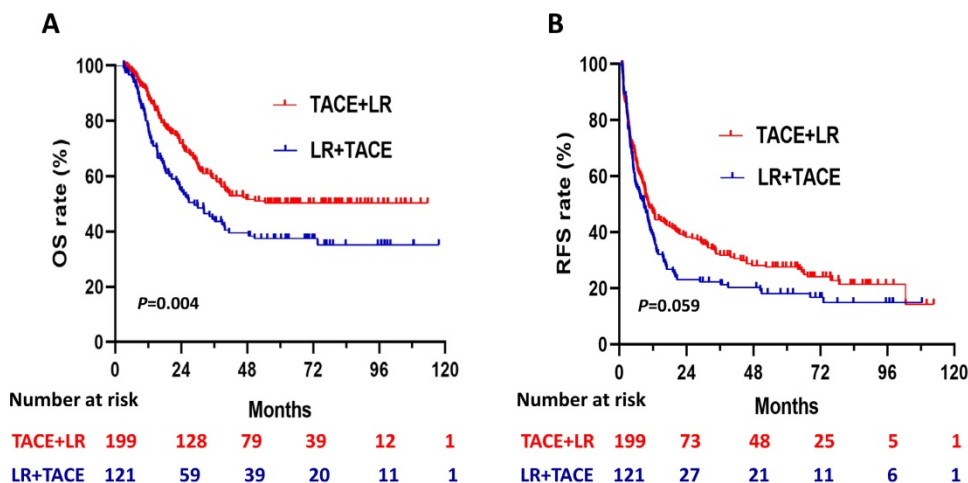 A
OS rate (%)
100
80
60
40
20
0
TACE+LR
LR+TACE
P=0.004
0 24 48 72 96 120
Number at risk
Months
TACE+LR 199 128 79 39 12 1
LR+TACE 121 59 39 20 11 1
B
RFS rate (%)
100
80
60
40
20
0
TACE+LR
LR+TACE
P=0.059
0 24 48 72 96 120
Number at risk
Months
TACE+LR 199 73 48 25 5 1
LR+TACE 121 27 21 11 6 1